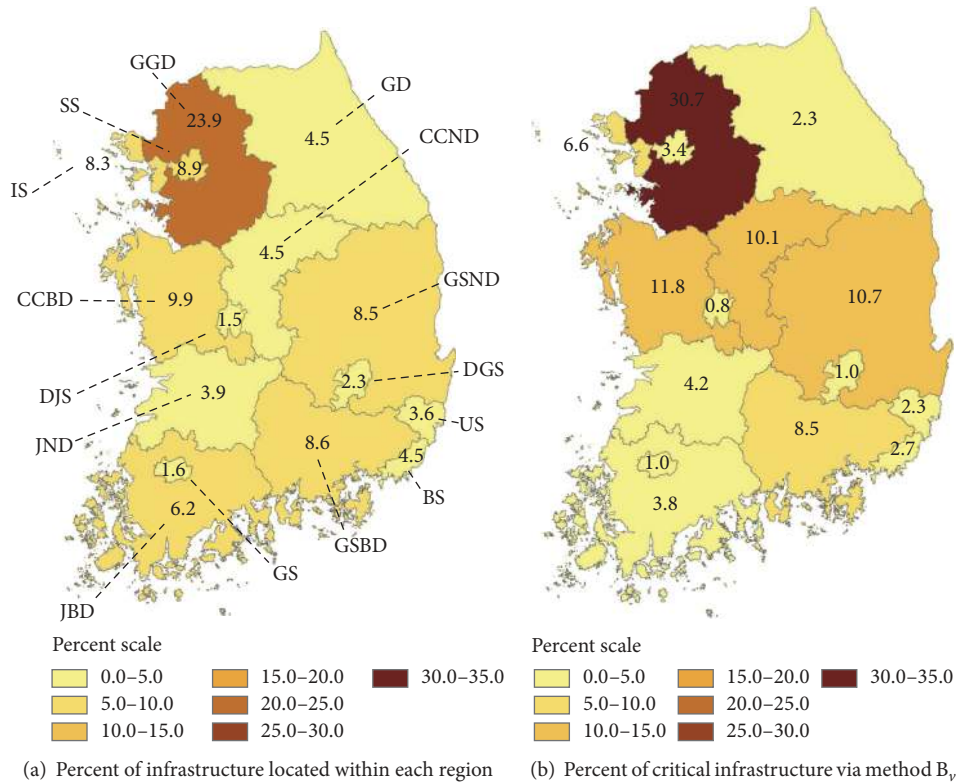 GGD
GD
SS
CCND
23.9
4.5
8.3
8.9
IS
4.5
GSND
CCBD
9.9
8.5
1.5
DGS
2.3
DJS
3.9
3.6
US
JND
8.6
4.5
1.6
BS
6.2
GSBD
GS
JBD
Percent scale
0.0–5.0
15.0–20.0
30.0–35.0
5.0–10.0
20.0–25.0
10.0–15.0
25.0–30.0
(a) Percent of infrastructure located within each region
30.7
2.3
6.6
3.4
10.1
11.8
10.7
0.8
1.0
4.2
2.3
8.5
2.7
1.0
3.8
Percent scale
0.0–5.0
15.0–20.0
30.0–35.0
5.0–10.0
20.0–25.0
10.0–15.0
25.0–30.0
(b) Percent of critical infrastructure via method Bᵥ